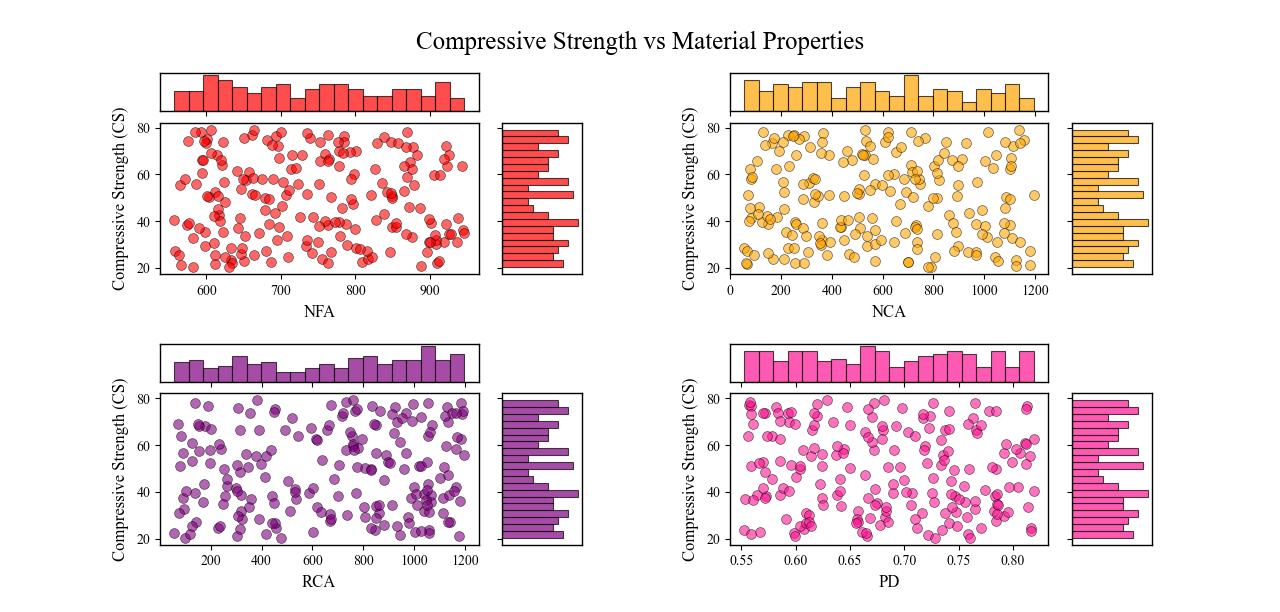 Compressive Strength vs Material Properties
Compressive Strength (CS)
80
60
40
20
600 700 800 900
NFA
Compressive Strength (CS)
80
60
40
20
0 200 400 600 800 1000 1200
NCA
Compressive Strength (CS)
80
60
40
20
200 400 600 800 1000 1200
RCA
Compressive Strength (CS)
80
60
40
20
0.55 0.60 0.65 0.70 0.75 0.80
PD